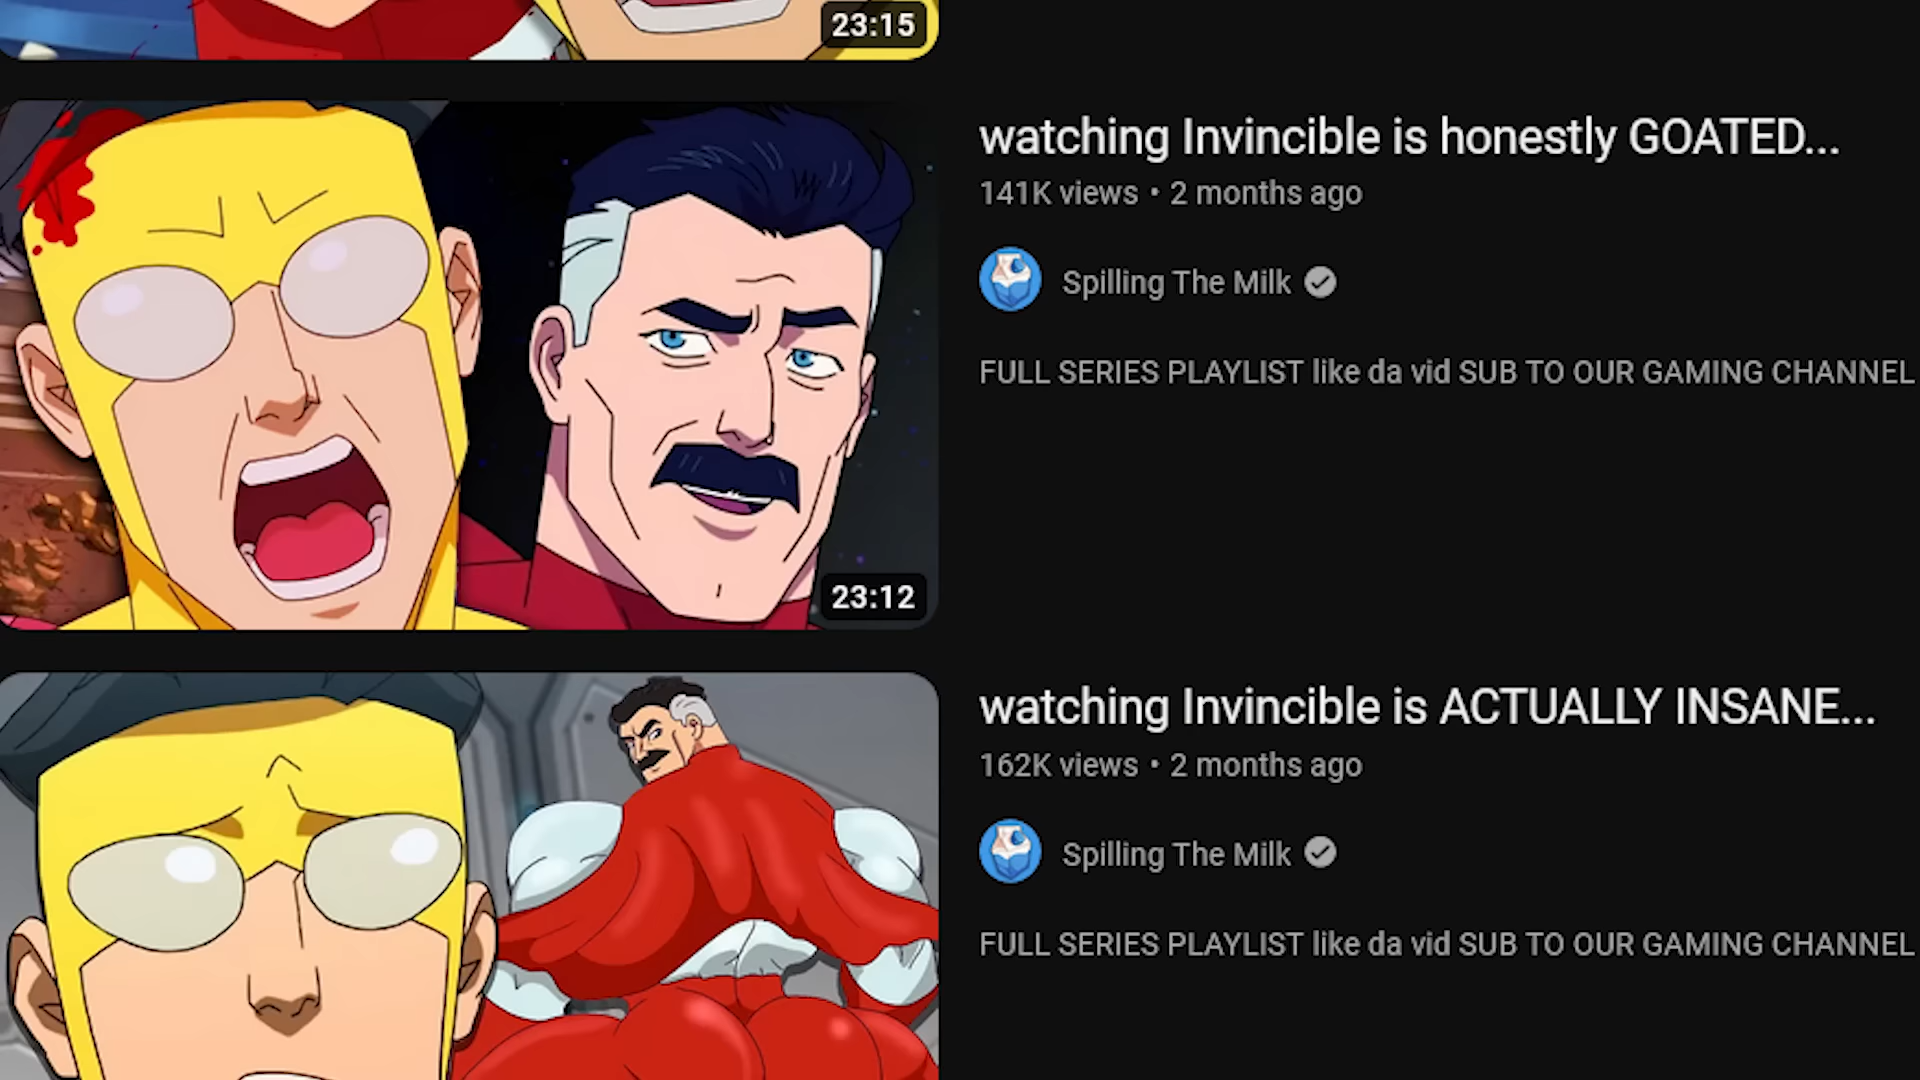 23:15
watching Invincible is honestly GOATED...
141K views • 2 months ago
Spilling The Milk
FULL SERIES PLAYLIST like da vid SUB TO OUR GAMING CHANNEL
23:12
watching Invincible is ACTUALLY INSANE...
162K views • 2 months ago
Spilling The Milk
FULL SERIES PLAYLIST like da vid SUB TO OUR GAMING CHANNEL